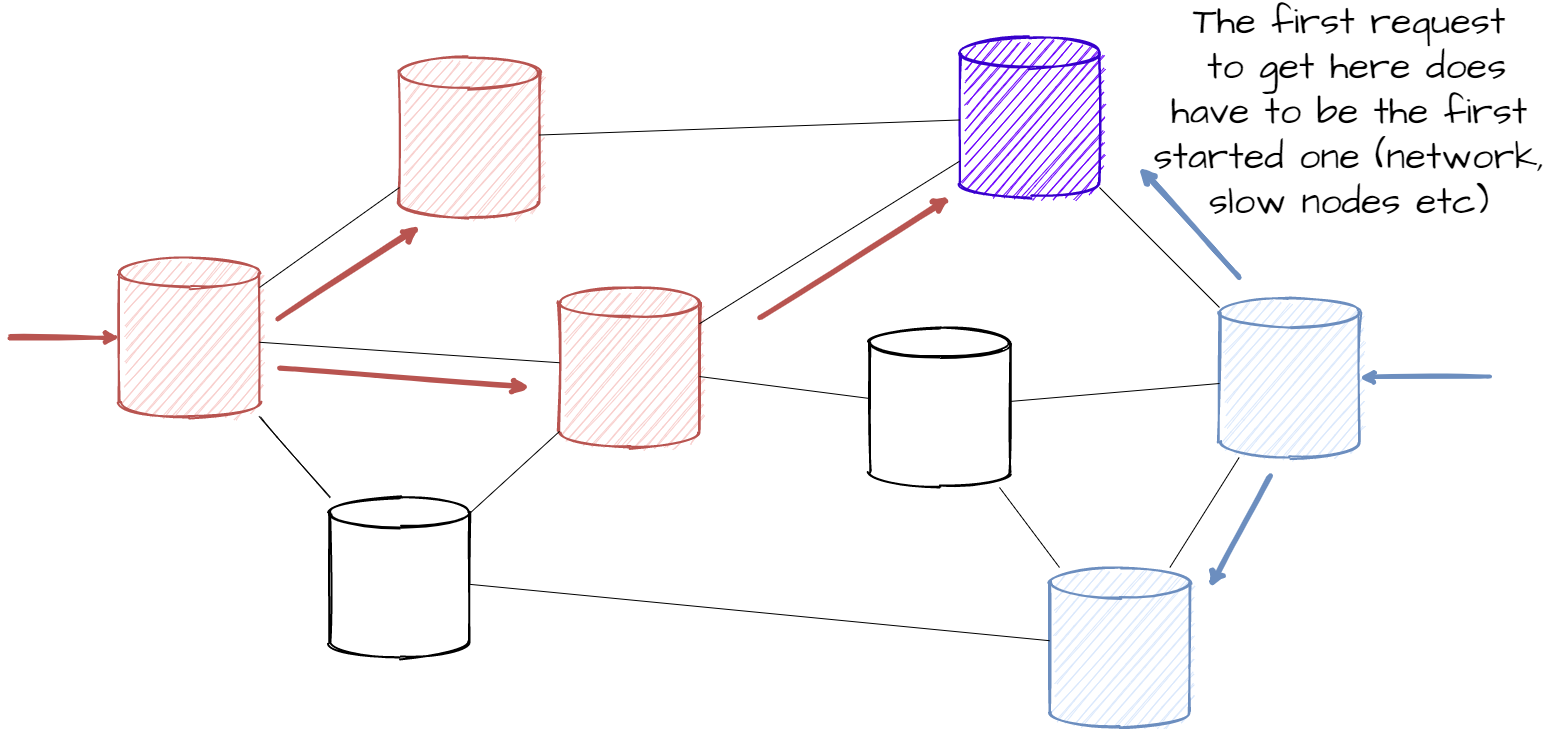 The first request
to get here does
have to be the first
started one (network,
slow nodes etc)